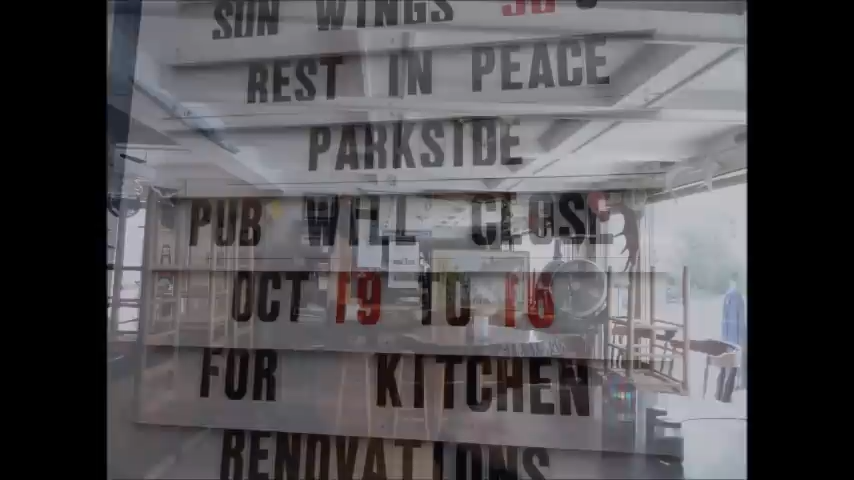 SUN WINGS
REST IN PEACE
PARKSIDE
PUB WILL CLOSE
OCT 19 TO 16
FOR KITCHEN
RENOVATIONS